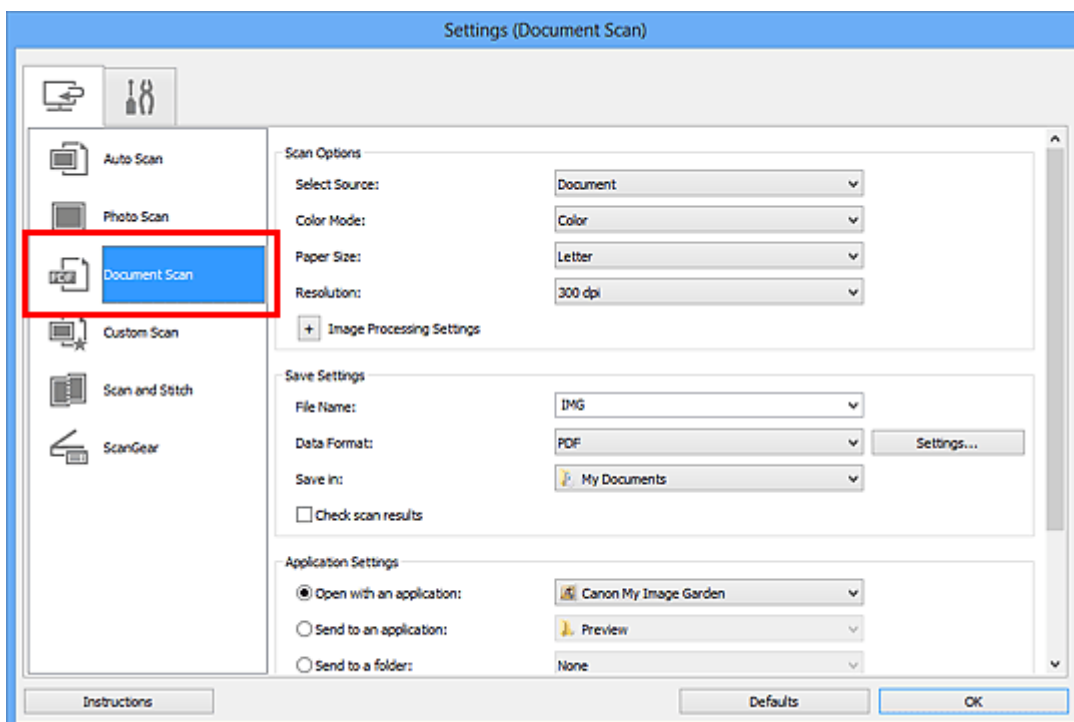 Settings (Document Scan)
Auto Scan
Photo Scan
PDF
Document Scan
Custom Scan
Scan and Stitch
ScanGear
Scan Options
Select Source: Document
Color Mode: Color
Paper Size: Letter
Resolution: 300 dpi
+ Image Processing Settings
Save Settings
File Name: IMG
Data Format: PDF Settings...
Save in: My Documents
Check scan results
Application Settings
Open with an application: Canon My Image Garden
Send to an application: Preview
Send to a folder: None
Instructions Defaults OK